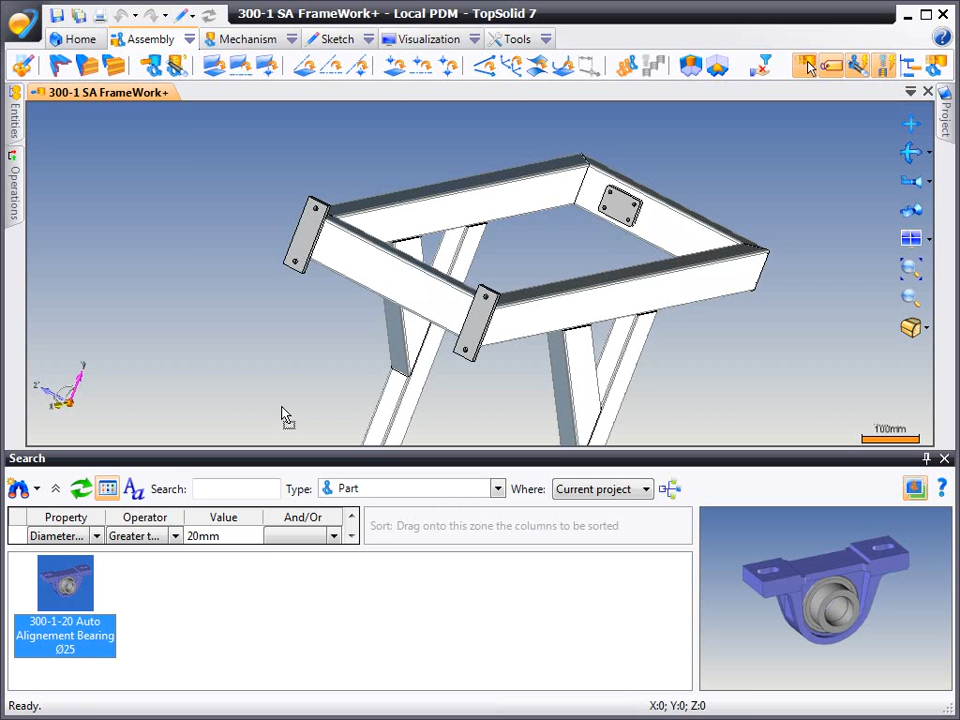 300-1 SA FrameWork+ - Local PDM - TopSolid 7
Home
Assembly
Mechanism
Sketch
Visualization
Tools
300-1 SA FrameWork+
Entities
Operations
Project
y
z
x
100mm
Search
Search:
Type:
Part
Where:
Current project
Property
Operator
Value
And/Or
Diameter...
Greater t...
20mm
Sort: Drag onto this zone the columns to be sorted
300-1-20 Auto
Alignement Bearing
Ø25
Ready.
X:0; Y:0; Z:0